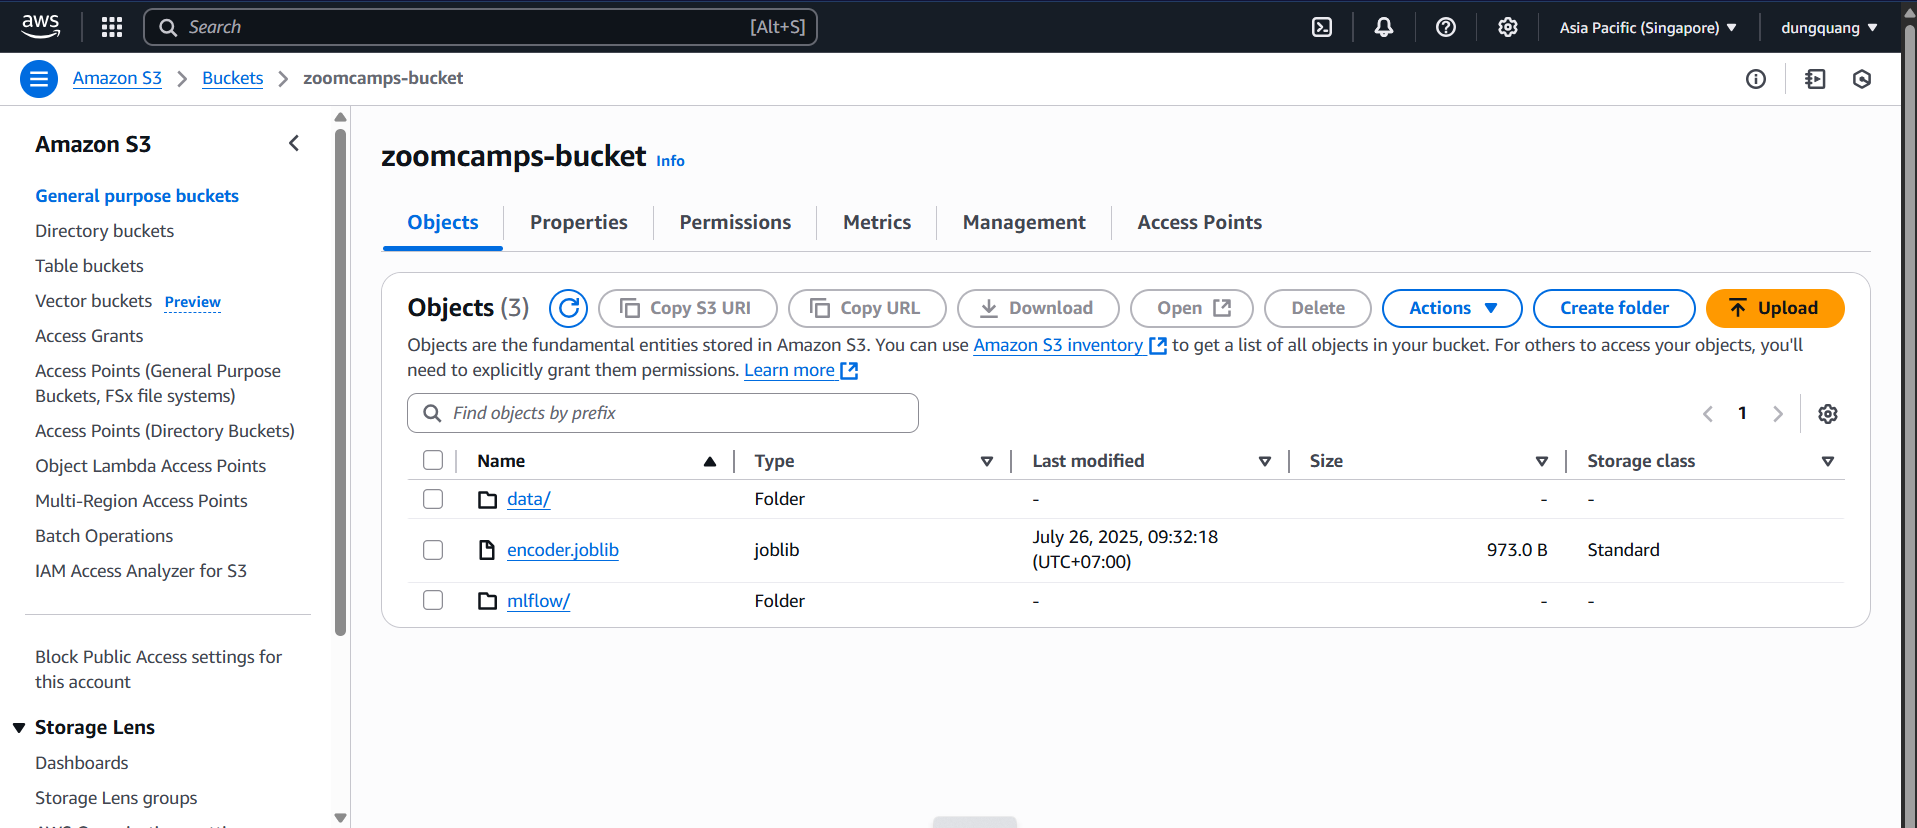 aws
Search [Alt+S]
Asia Pacific (Singapore)
dungquang
Amazon S3
Buckets
zoomcamps-bucket
Amazon S3
General purpose buckets
Directory buckets
Table buckets
Vector buckets Preview
Access Grants
Access Points (General Purpose
Buckets, FSx file systems)
Access Points (Directory Buckets)
Object Lambda Access Points
Multi-Region Access Points
Batch Operations
IAM Access Analyzer for S3
Block Public Access settings for
this account
Storage Lens
Dashboards
Storage Lens groups
zoomcamps-bucket Info
Objects Properties Permissions Metrics Management Access Points
Objects (3) Copy S3 URI Copy URL Download Open Delete Actions Create folder Upload
Objects are the fundamental entities stored in Amazon S3. You can use Amazon S3 inventory to get a list of all objects in your bucket. For others to access your objects, you'll
need to explicitly grant them permissions. Learn more
Find objects by prefix
1
Name Type Last modified Size Storage class
data/ Folder - - -
encoder.joblib joblib July 26, 2025, 09:32:18
(UTC+07:00) 973.0 B Standard
mlflow/ Folder - - -